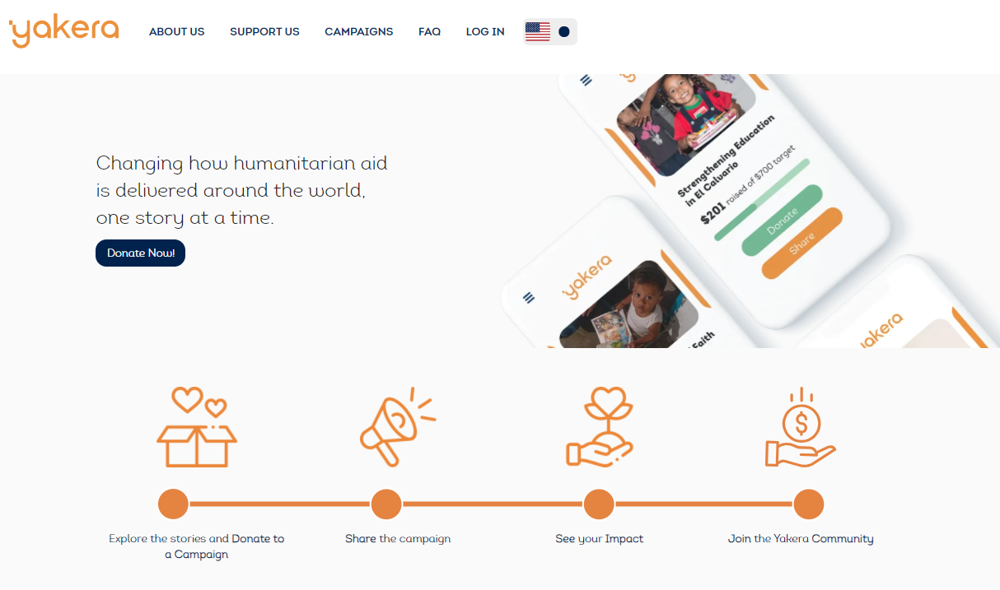 yakera
ABOUT US
SUPPORT US
CAMPAIGNS
FAQ
LOG IN
Changing how humanitarian aid
is delivered around the world,
one story at a time.
Donate Now!
Strengthening Education
in El Calvario
$201 raised of $700 target
Donate
Share
yakera
Faith
yakera
$
Explore the stories and Donate to
a Campaign
Share the campaign
See your Impact
Join the Yakera Community